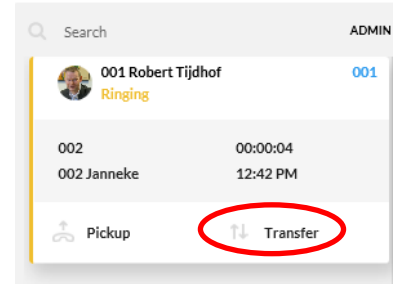 Search ADMIN
001 Robert Tijdhof 001
Ringing
002 00:00:04
002 Janneke 12:42 PM
Pickup Transfer